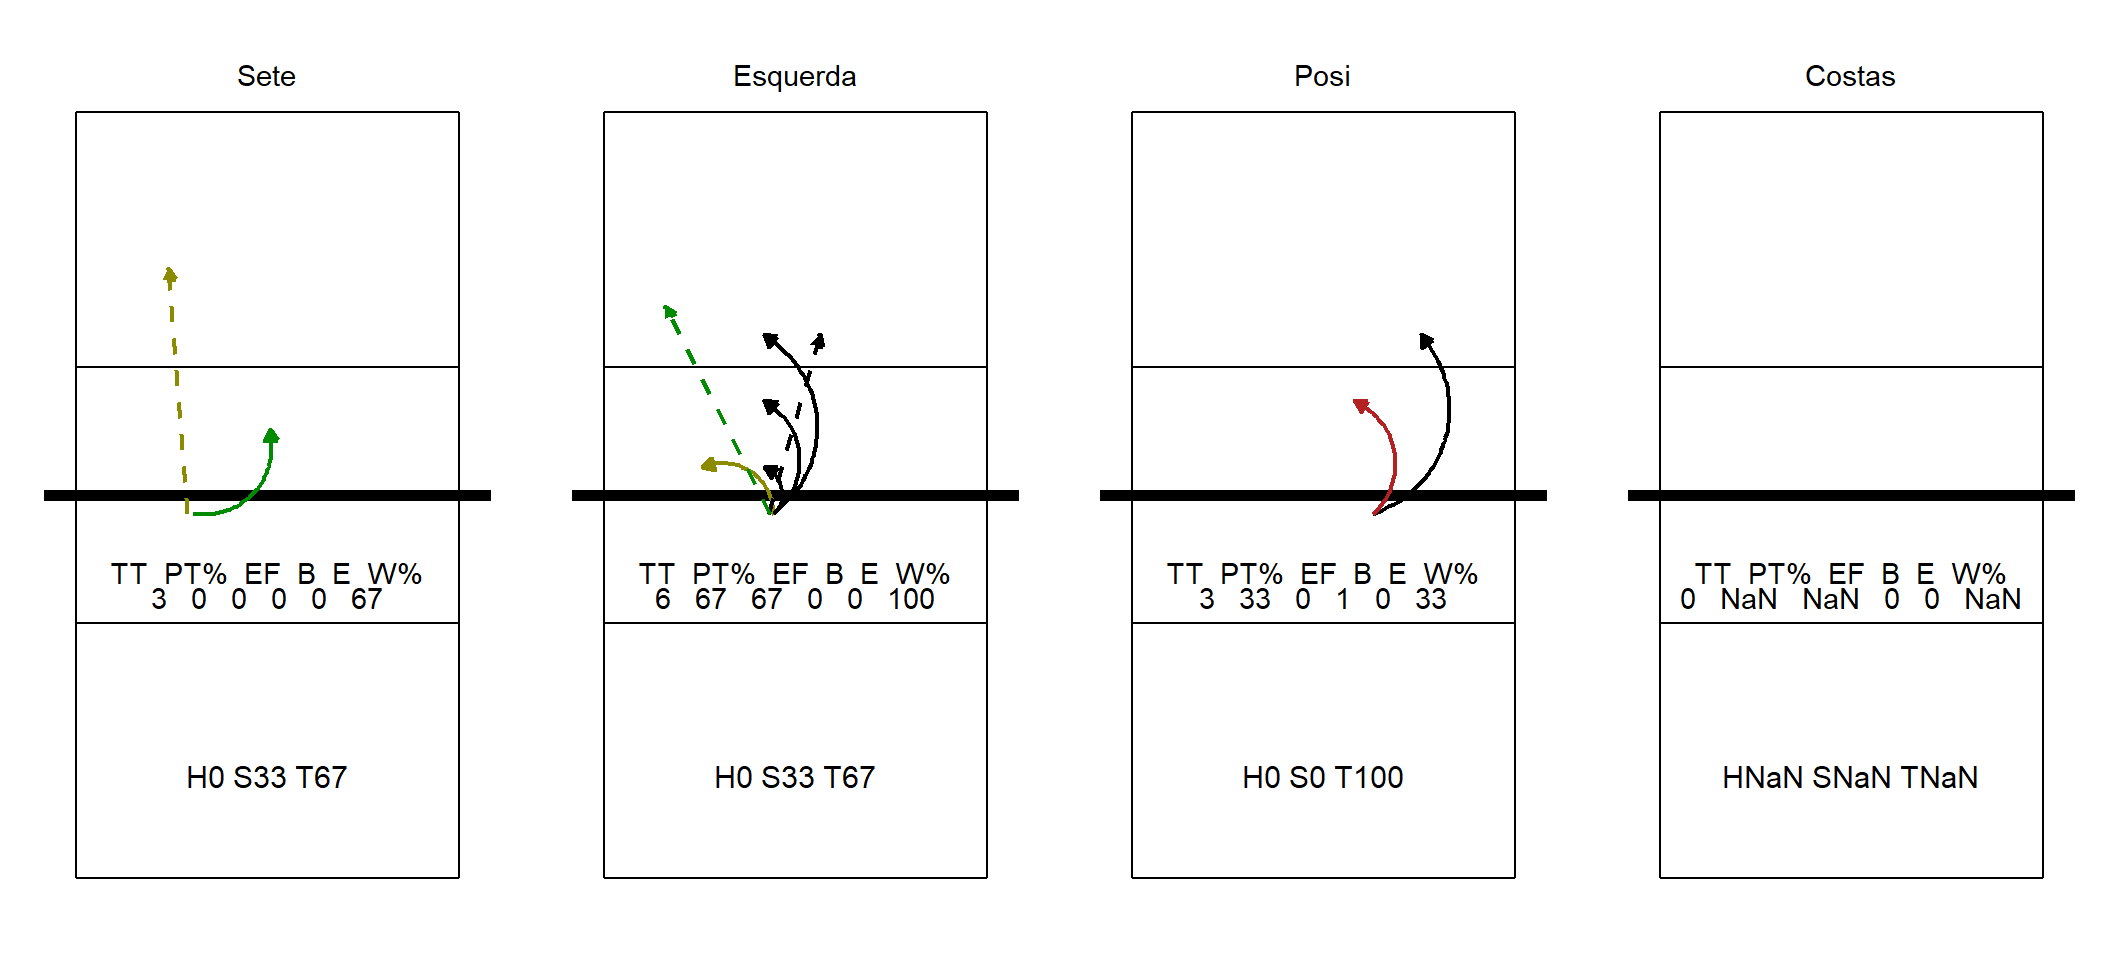 Sete
TT PT% EF B E W%
3 0 0 0 0 67
H0 S33 T67
Esquerda
TT PT% EF B E W%
6 67 67 0 0 100
H0 S33 T67
Posi
TT PT% EF B E W%
3 33 0 1 0 33
H0 S0 T100
Costas
TT PT% EF B E W%
0 NaN NaN 0 0 NaN
HNaN SNaN TNaN